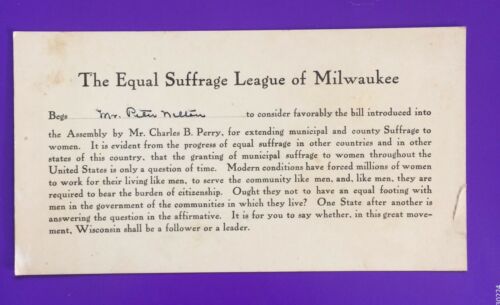 The Equal Suffrage League of Milwaukee
Begs Mr. Peter Nelton to consider favorably the bill introduced into
the Assembly by Mr. Charles B. Perry, for extending municipal and county Suffrage to
women. It is evident from the progress of equal suffrage in other countries and in other
states of this country, that the granting of municipal suffrage to women throughout the
United States is only a question of time. Modern conditions have forced millions of women
to work for their living like men, to serve the community like men, and, like men, they are
required to bear the burden of citizenship. Ought they not to have an equal footing with
men in the government of the communities in which they live? One State after another is
answering the question in the affirmative. It is for you to say whether, in this great move-
ment, Wisconsin shall be a follower or a leader.